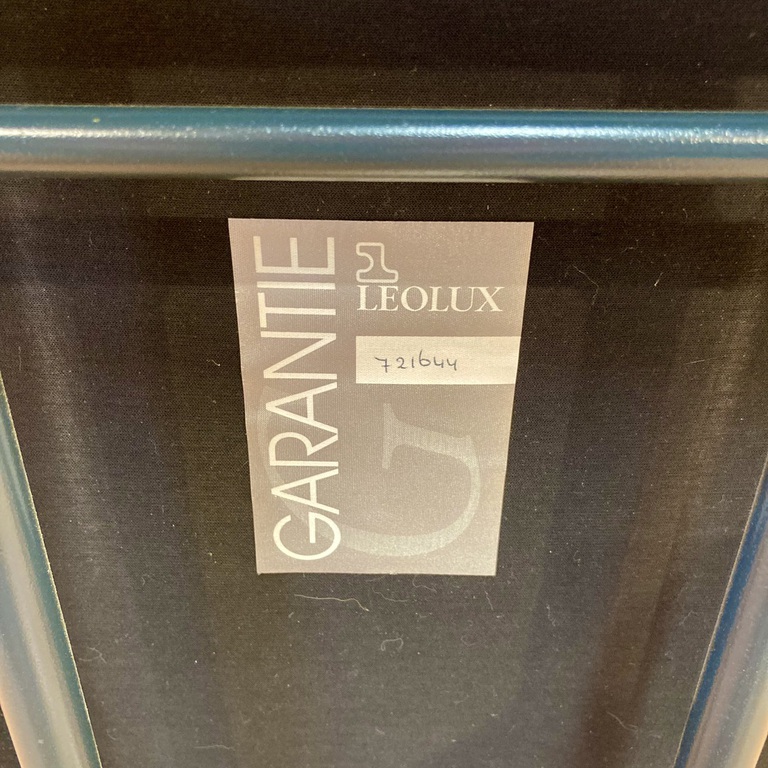 GARANTIE
LEOLUX
721644
G